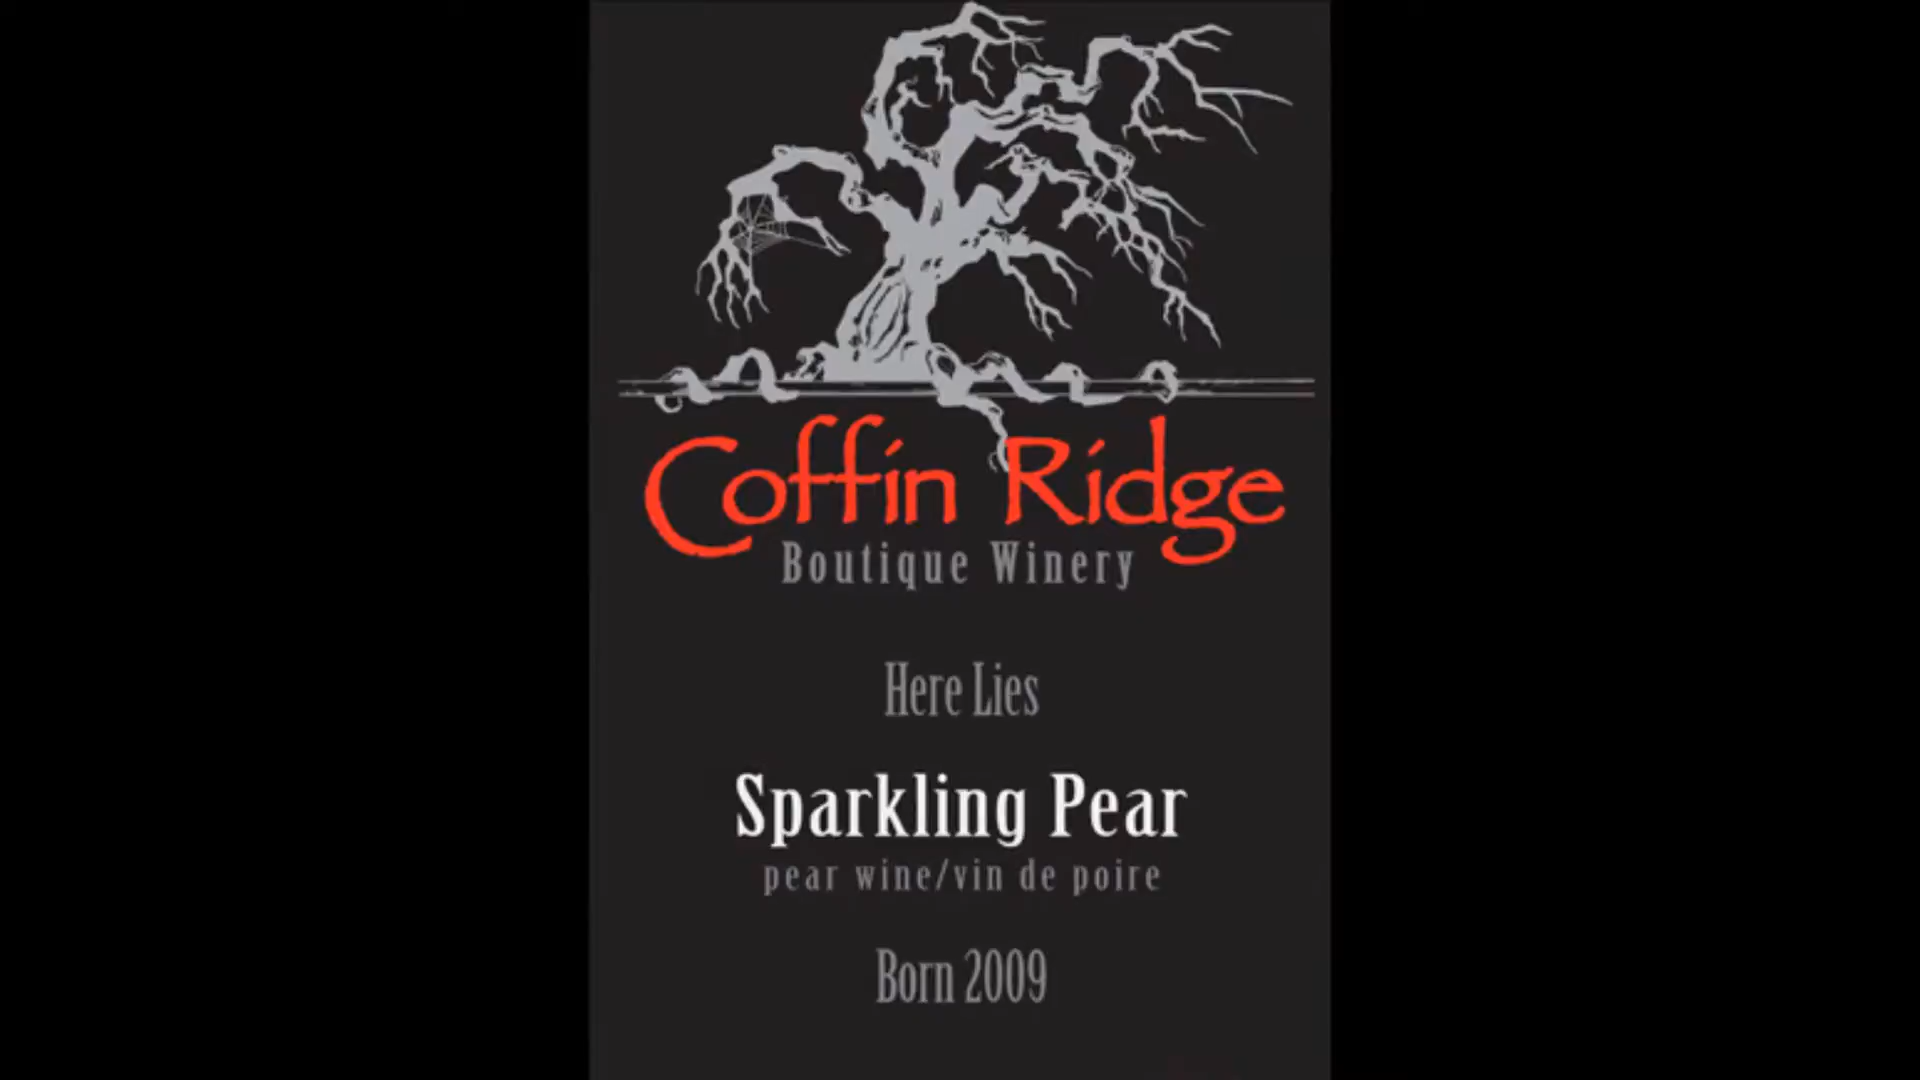 Coffin Ridge
Boutique Winery
Here Lies
Sparkling Pear
pear wine/vin de poire
Born 2009